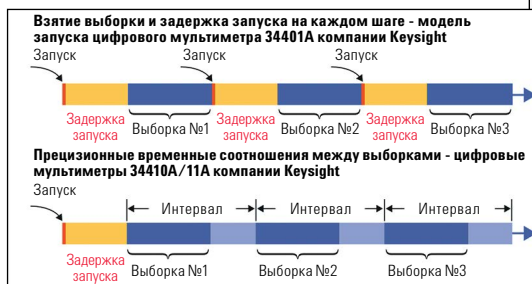 Взятие выборки и задержка запуска на каждом шаге - модель
запуска цифрового мультиметра 34401A компании Keysight
Запуск Запуск Запуск
Задержка запуска Выборка №1 Задержка запуска Выборка №2 Задержка запуска Выборка №3
Прецизионные временные соотношения между выборками - цифровые
мультиметры 34410A/11A компании Keysight
Запуск
Интервал Интервал Интервал
Задержка запуска Выборка №1 Выборка №2 Выборка №3